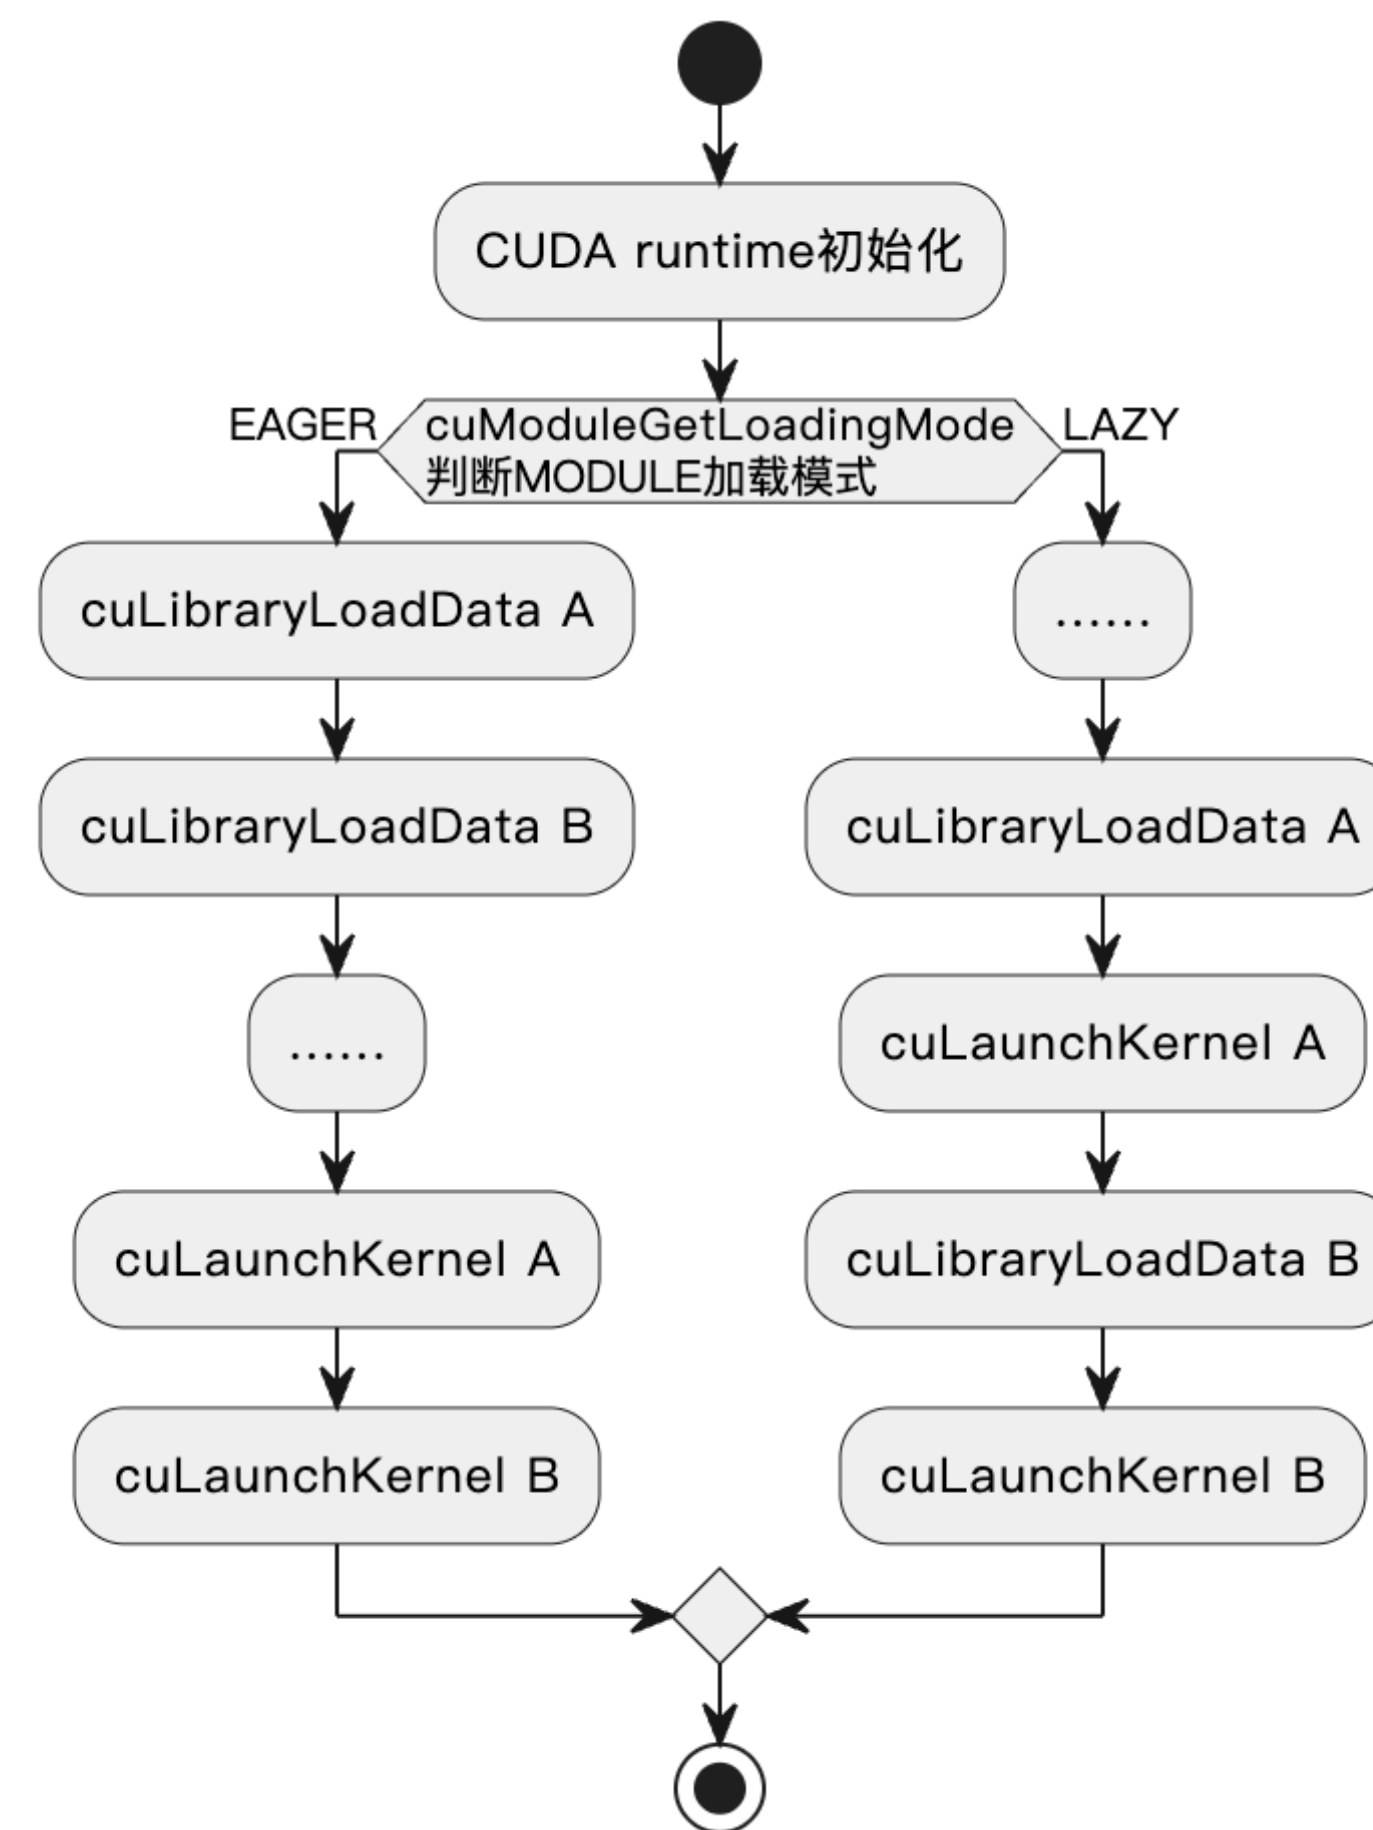 CUDA runtime初始化
EAGER
cuModuleGetLoadingMode
判断MODULE加载模式
LAZY
cuLibraryLoadData A
cuLibraryLoadData B
......
cuLaunchKernel A
cuLaunchKernel B
......
cuLibraryLoadData A
cuLaunchKernel A
cuLibraryLoadData B
cuLaunchKernel B